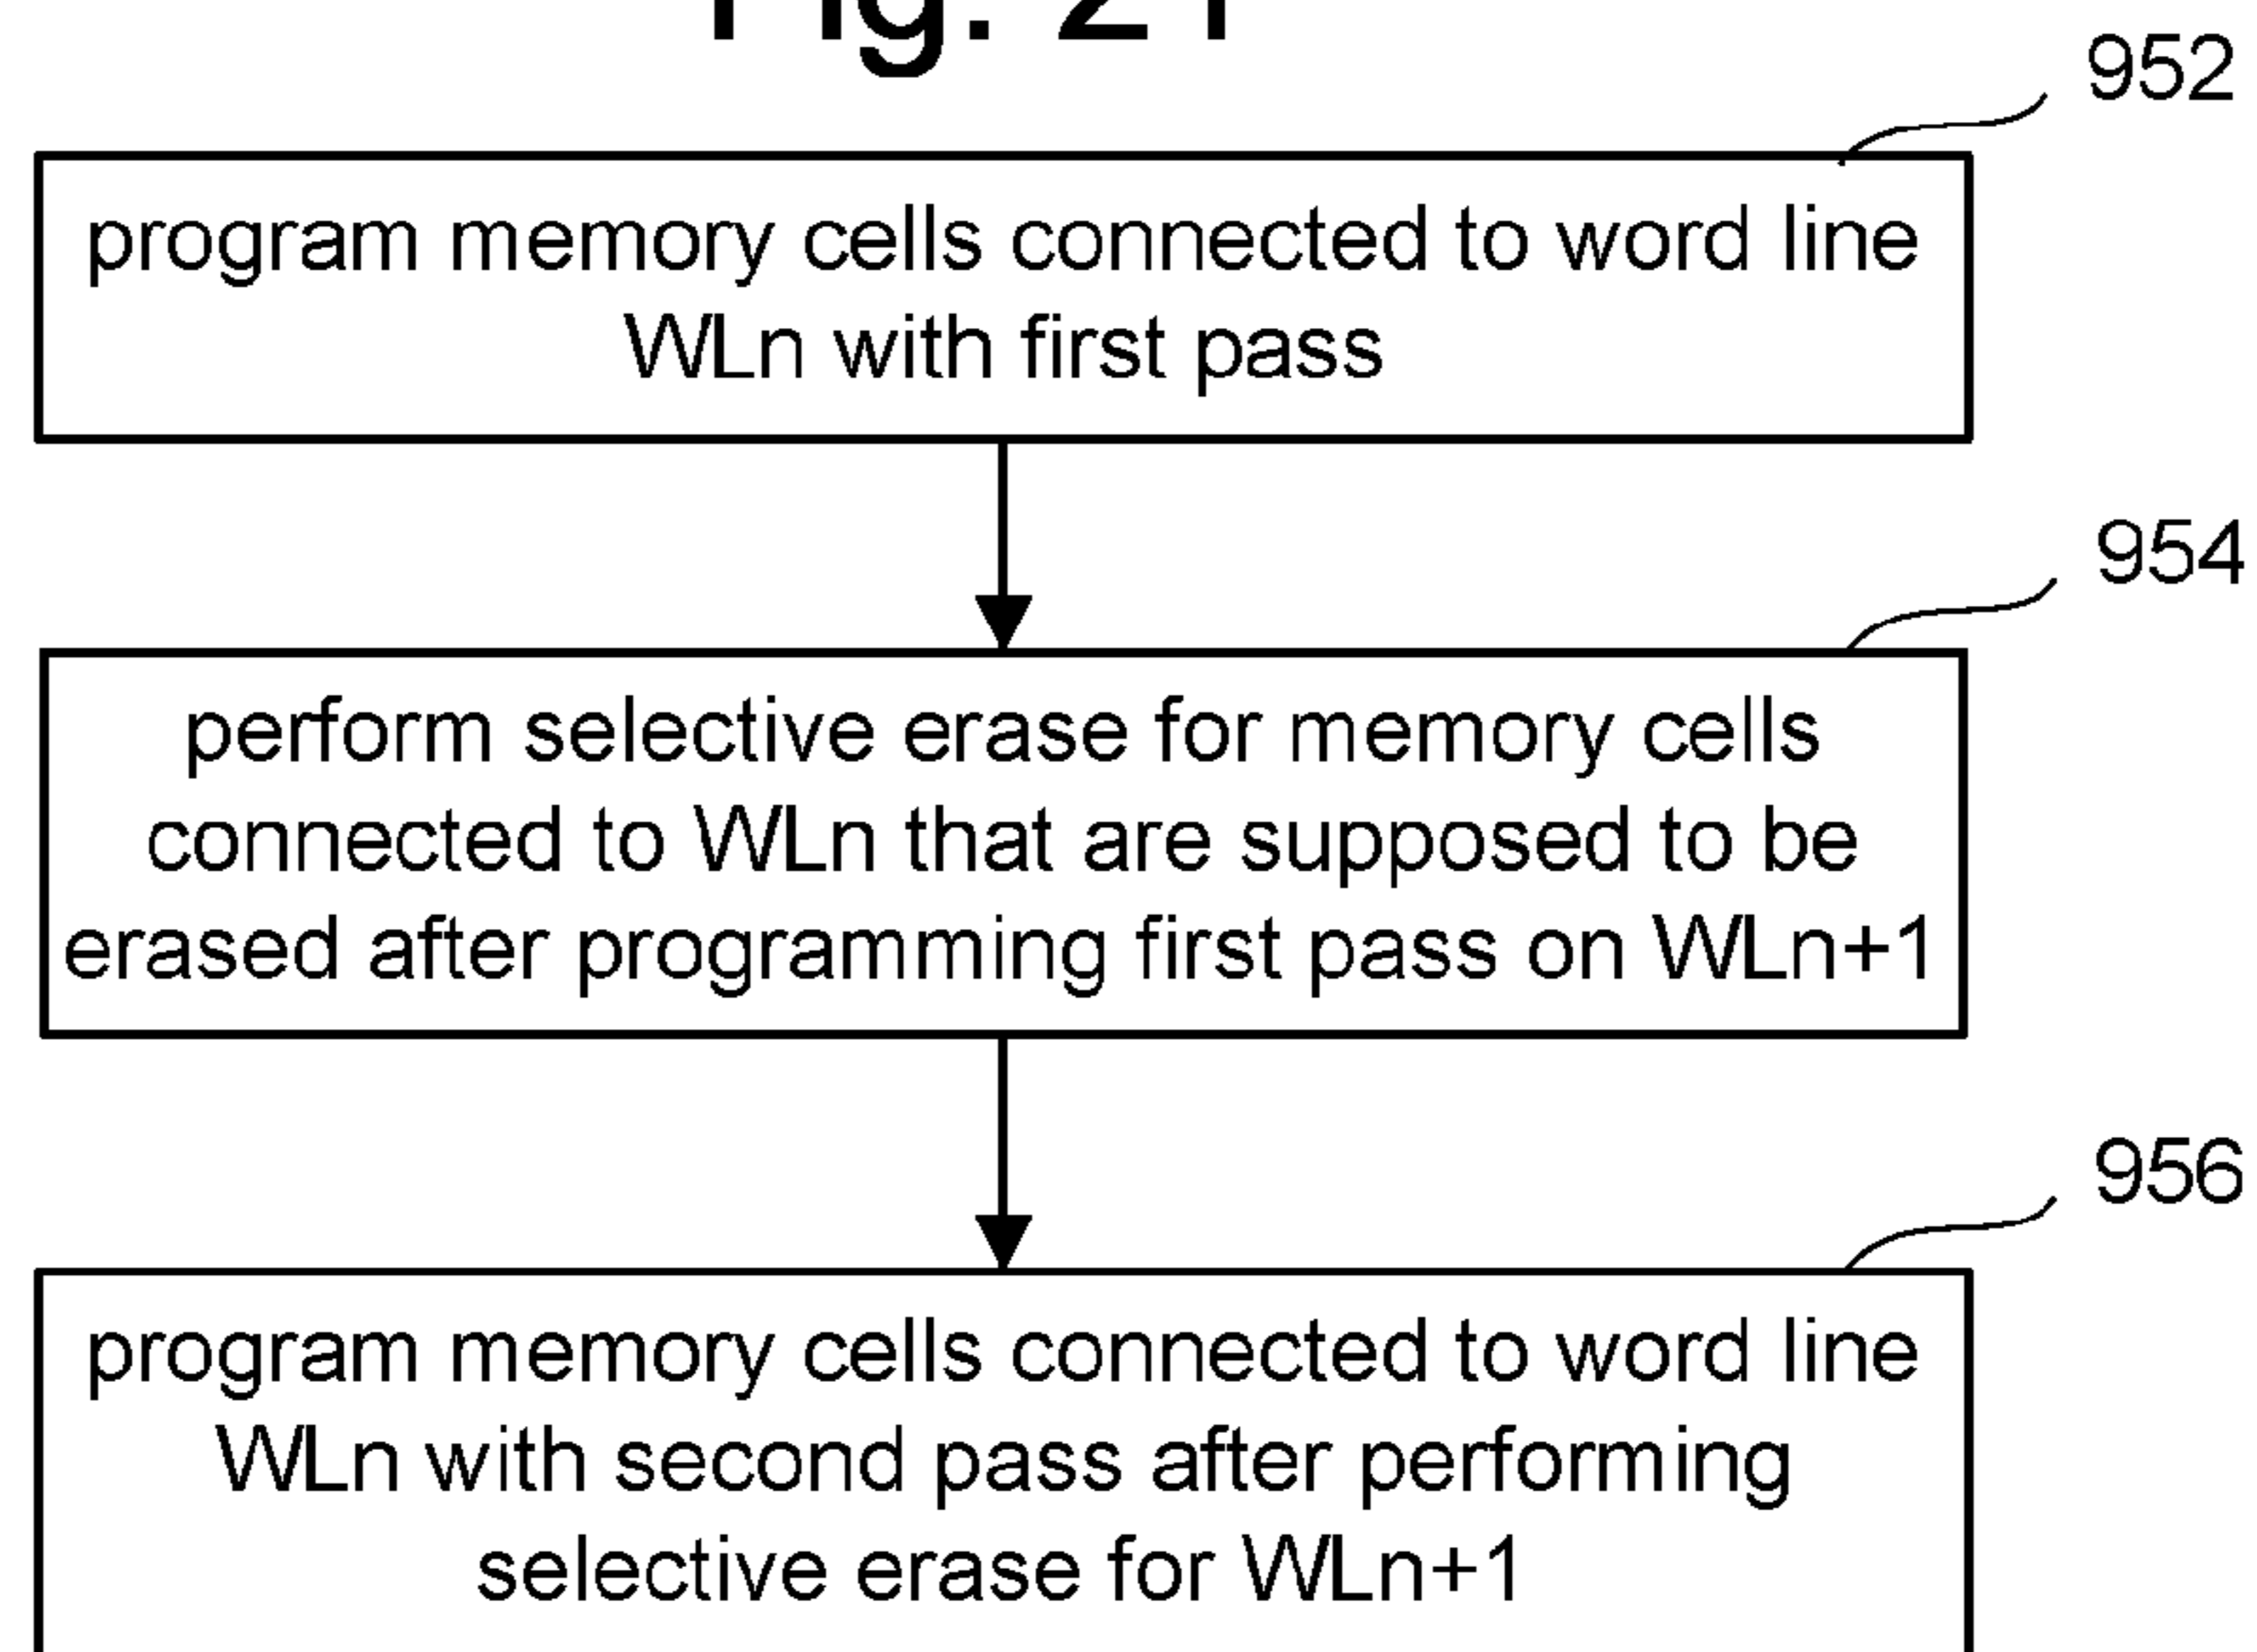 Fig. 21
952
program memory cells connected to word line
WLn with first pass
954
perform selective erase for memory cells
connected to WLn that are supposed to be
erased after programming first pass on WLn+1
956
program memory cells connected to word line
WLn with second pass after performing
selective erase for WLn+1